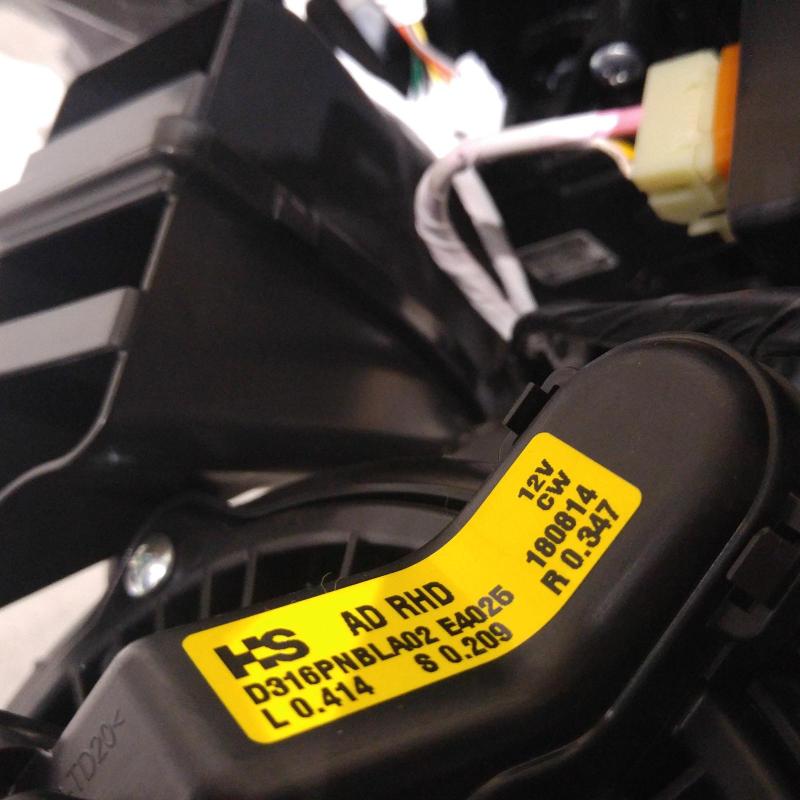 HS AD RHD
D316PNBLA02 E4025
L 0.414 S 0.209
12V
CW
180814
R 0.347
TD20<